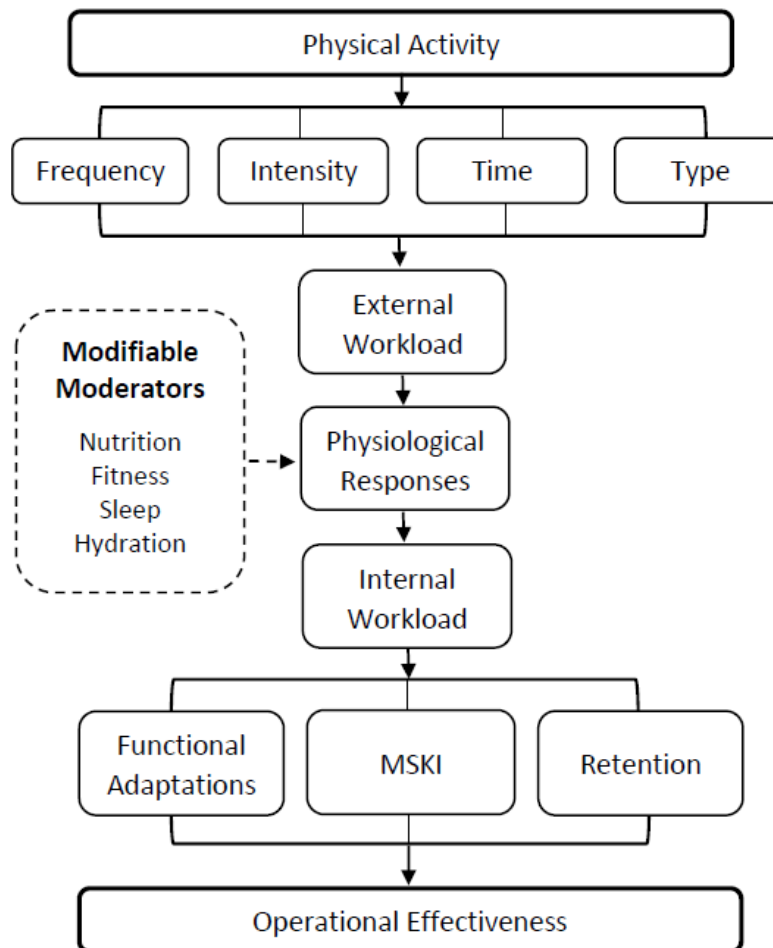 Physical Activity
Frequency
Intensity
Time
Type
External
Workload
Modifiable
Moderators
Nutrition
Fitness
Sleep
Hydration
Physiological
Responses
Internal
Workload
Functional
Adaptations
MSKI
Retention
Operational Effectiveness